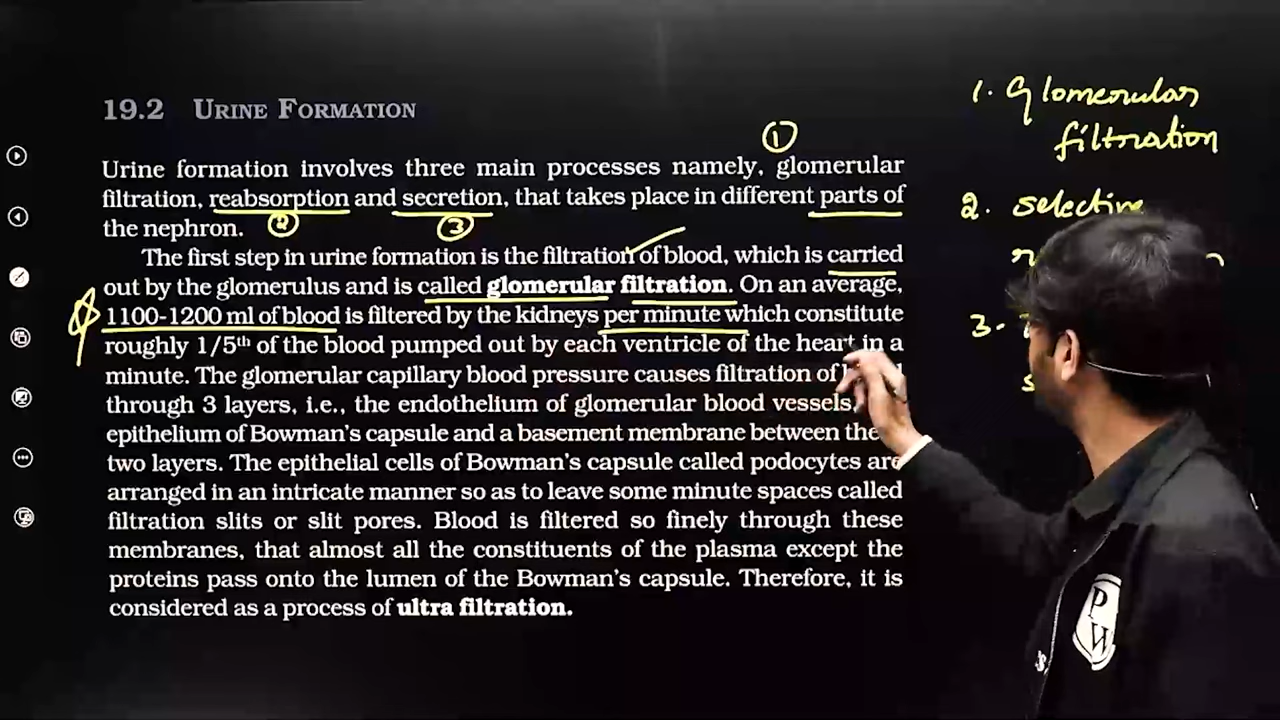 19.2 URINE FORMATION
①
Urine formation involves three main processes namely, glomerular
filtration, reabsorption and secretion, that takes place in different parts of
the nephron.
② ③
The first step in urine formation is the filtration of blood, which is carried
out by the glomerulus and is called glomerular filtration. On an average,
1100-1200 ml of blood is filtered by the kidneys per minute which constitute
roughly 1/5th of the blood pumped out by each ventricle of the heart in a
minute. The glomerular capillary blood pressure causes filtration of
through 3 layers, i.e., the endothelium of glomerular blood vessels,
epithelium of Bowman's capsule and a basement membrane between the
two layers. The epithelial cells of Bowman's capsule called podocytes are
arranged in an intricate manner so as to leave some minute spaces called
filtration slits or slit pores. Blood is filtered so finely through these
membranes, that almost all the constituents of the plasma except the
proteins pass onto the lumen of the Bowman's capsule. Therefore, it is
considered as a process of ultra filtration.
1. Glomerular
filtration
2. selective
3.
P
W